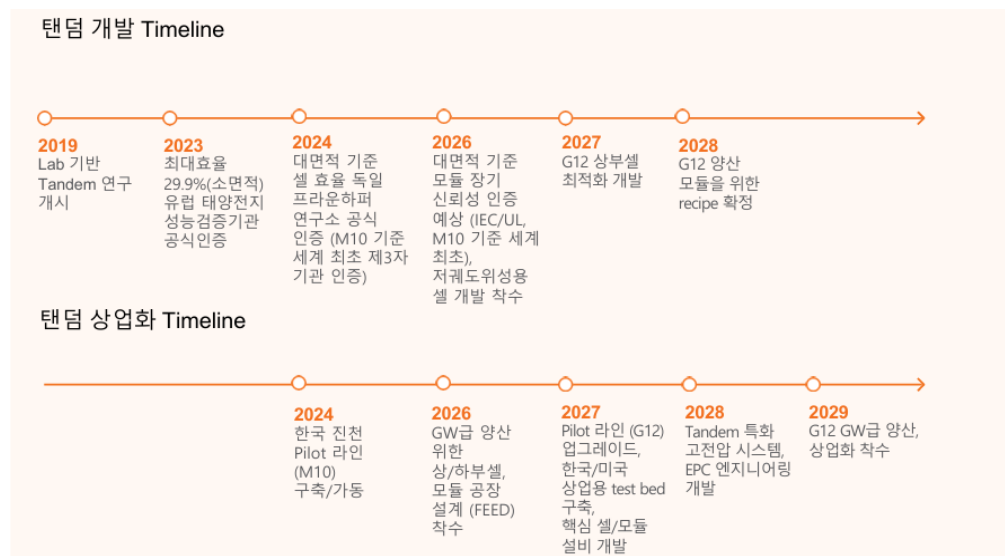 탠덤 개발 Timeline
2019
Lab 기반
Tandem 연구
개시
2023
최대효율
29.9%(소면적)
유럽 태양전지
성능검증기관
공식인증
2024
대면적 기준
셀 효율 독일
프라운하퍼
연구소 공식
인증 (M10 기준
세계 최초 제3자
기관 인증)
2026
대면적 기준
모듈 장기
신뢰성 인증
예상 (IEC/UL,
M10 기준 세계
최초),
저궤도위성용
셀 개발 착수
2027
G12 상부셀
최적화 개발
2028
G12 양산
모듈을 위한
recipe 확정
탠덤 상업화 Timeline
2024
한국 진천
Pilot 라인
(M10)
구축/가동
2026
GW급 양산
위한
상/하부셀,
모듈 공장
설계 (FEED)
착수
2027
Pilot 라인 (G12)
업그레이드,
한국/미국
상업용 test bed
구축,
핵심 셀/모듈
설비 개발
2028
Tandem 특화
고전압 시스템,
EPC 엔지니어링
개발
2029
G12 GW급 양산,
상업화 착수